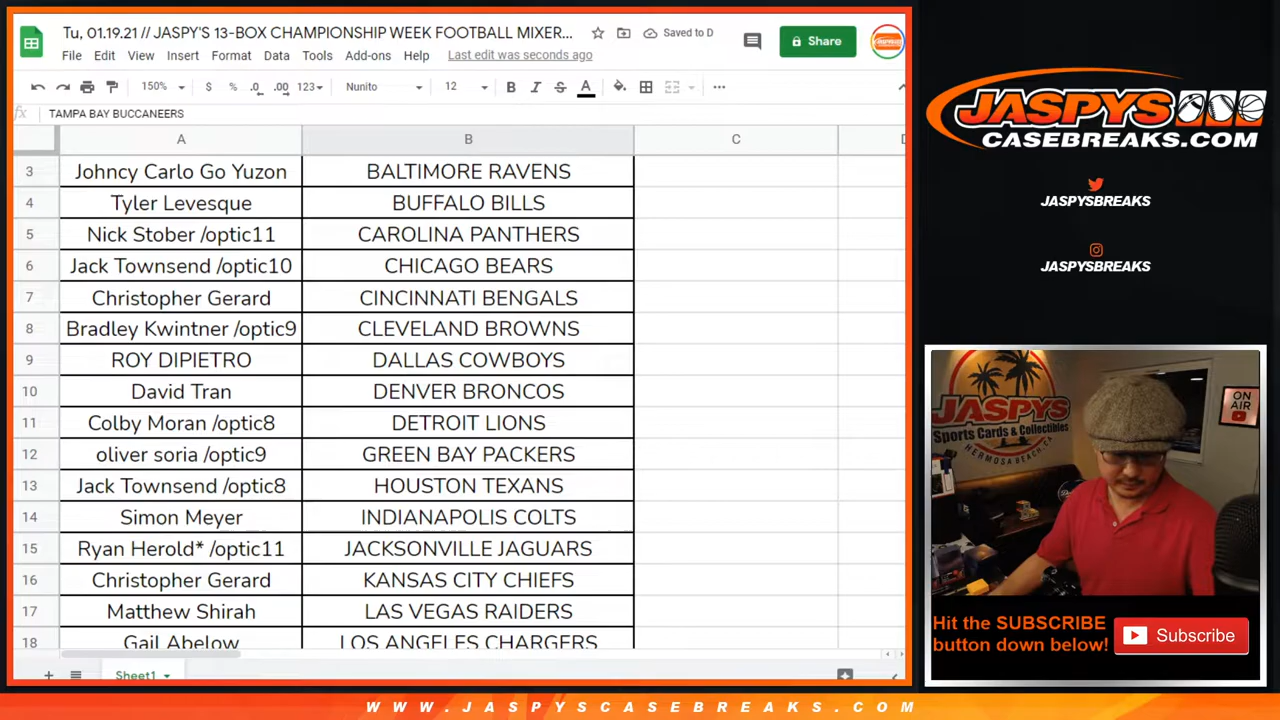 Tu, 01.19.21 // JASPY'S 13-BOX CHAMPIONSHIP WEEK FOOTBALL MIXER...
Saved to D
Share
File Edit View Insert Format Data Tools Add-ons Help Last edit was seconds ago
150% $ % .0 .00 123 Nunito 12 B I S A
fx TAMPA BAY BUCCANEERS
A B C D
3 Johncy Carlo Go Yuzon BALTIMORE RAVENS
4 Tyler Levesque BUFFALO BILLS
5 Nick Stober /optic11 CAROLINA PANTHERS
6 Jack Townsend /optic10 CHICAGO BEARS
7 Christopher Gerard CINCINNATI BENGALS
8 Bradley Kwintner /optic9 CLEVELAND BROWNS
9 ROY DIPIETRO DALLAS COWBOYS
10 David Tran DENVER BRONCOS
11 Colby Moran /optic8 DETROIT LIONS
12 oliver soria /optic9 GREEN BAY PACKERS
13 Jack Townsend /optic8 HOUSTON TEXANS
14 Simon Meyer INDIANAPOLIS COLTS
15 Ryan Herold* /optic11 JACKSONVILLE JAGUARS
16 Christopher Gerard KANSAS CITY CHIEFS
17 Matthew Shirah LAS VEGAS RAIDERS
18 Gail Abelow LOS ANGELES CHARGERS
Sheet1
JASPYS
CASEBREAKS.COM
JASPYSBREAKS
JASPYSBREAKS
JASPYS
Sports Cards & Collectibles
HERMOSA BEACH, CA
ON
AIR
Hit the SUBSCRIBE
button down below!
Subscribe
WWW.JASPYSCASEBREAKS.COM